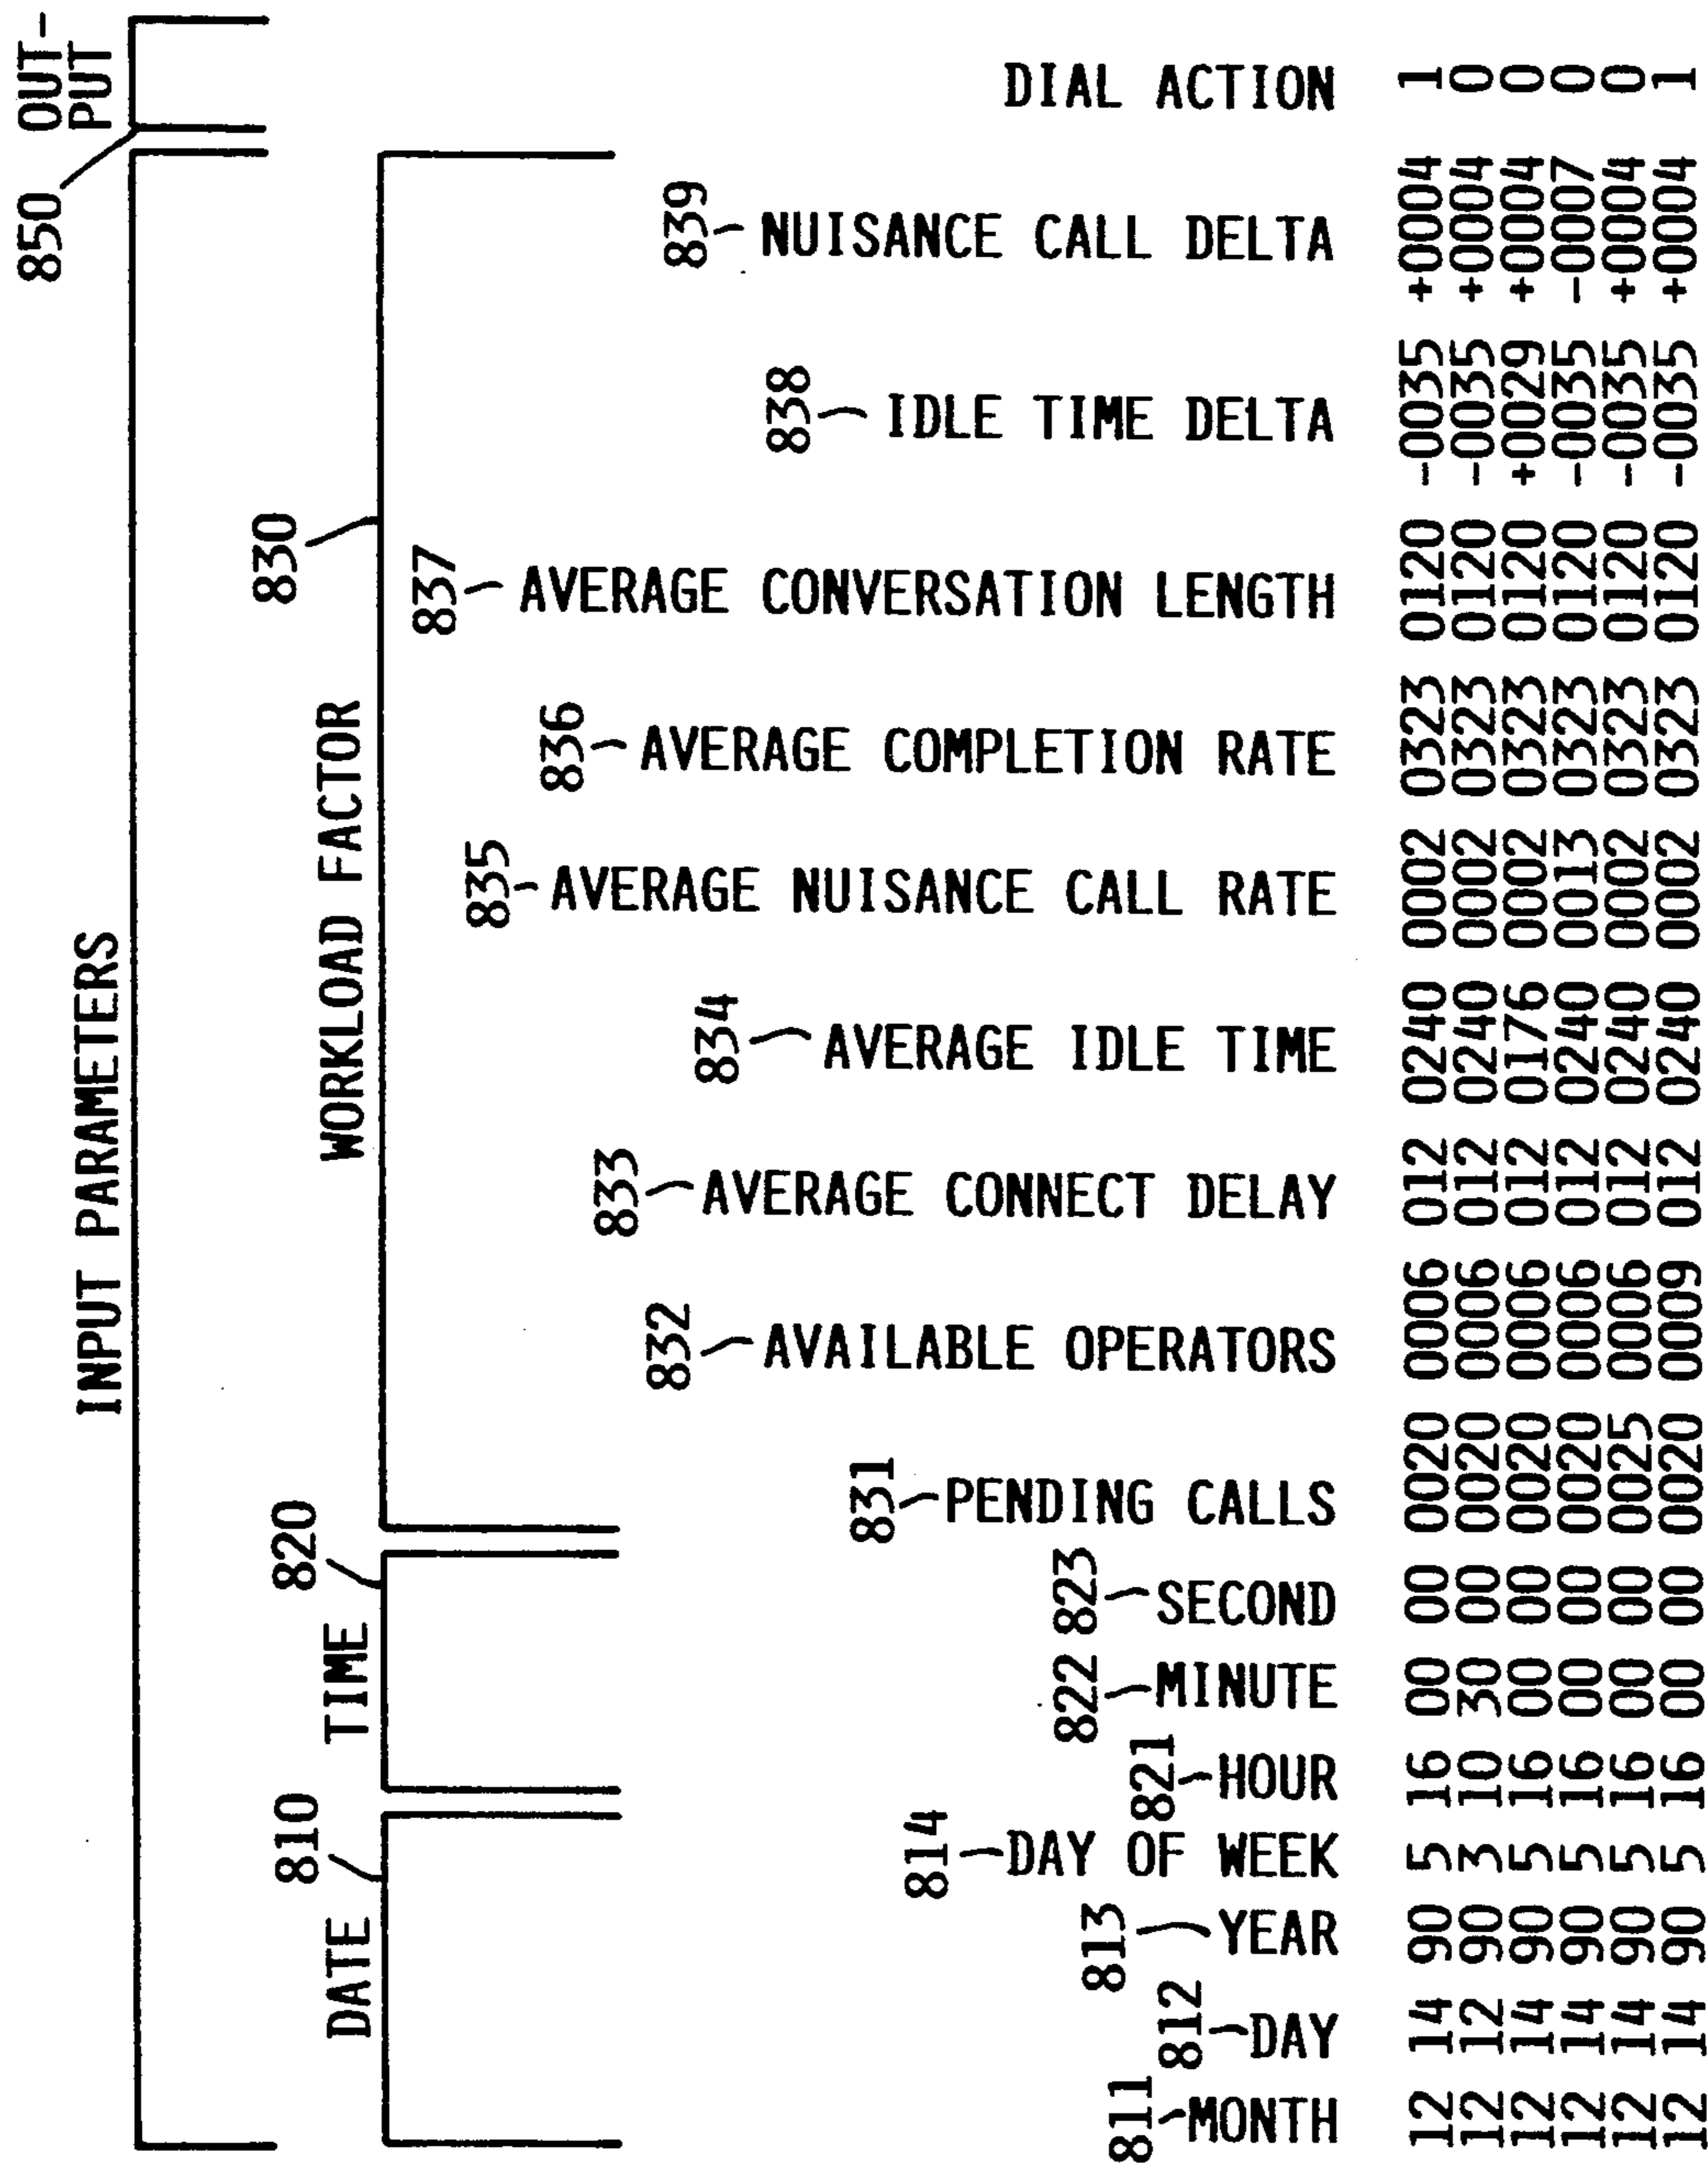 850
OUT-
PUT
INPUT PARAMETERS
810
DATE
820
TIME
830
WORKLOAD FACTOR
811
MONTH
812
DAY
813
YEAR
814
DAY OF WEEK
821
HOUR
822
MINUTE
823
SECOND
831
PENDING CALLS
832
AVAILABLE OPERATORS
833
AVERAGE CONNECT DELAY
834
AVERAGE IDLE TIME
835
AVERAGE NUISANCE CALL RATE
836
AVERAGE COMPLETION RATE
837
AVERAGE CONVERSATION LENGTH
838
IDLE TIME DELTA
839
NUISANCE CALL DELTA
DIAL ACTION
12 14 90 5 16 00 00 0020 0006 012 0240 0002 0323 0120 -0035 +0004 1
12 12 90 3 10 30 00 0020 0006 012 0240 0002 0323 0120 -0035 +0004 0
12 14 90 5 16 00 00 0020 0006 012 0176 0002 0323 0120 +0029 +0004 0
12 14 90 5 16 00 00 0020 0006 012 0240 0013 0323 0120 -0035 -0007 0
12 14 90 5 16 00 00 0025 0006 012 0240 0002 0323 0120 -0035 +0004 0
12 14 90 5 16 00 00 0020 0009 012 0240 0002 0323 0120 -0035 +0004 1